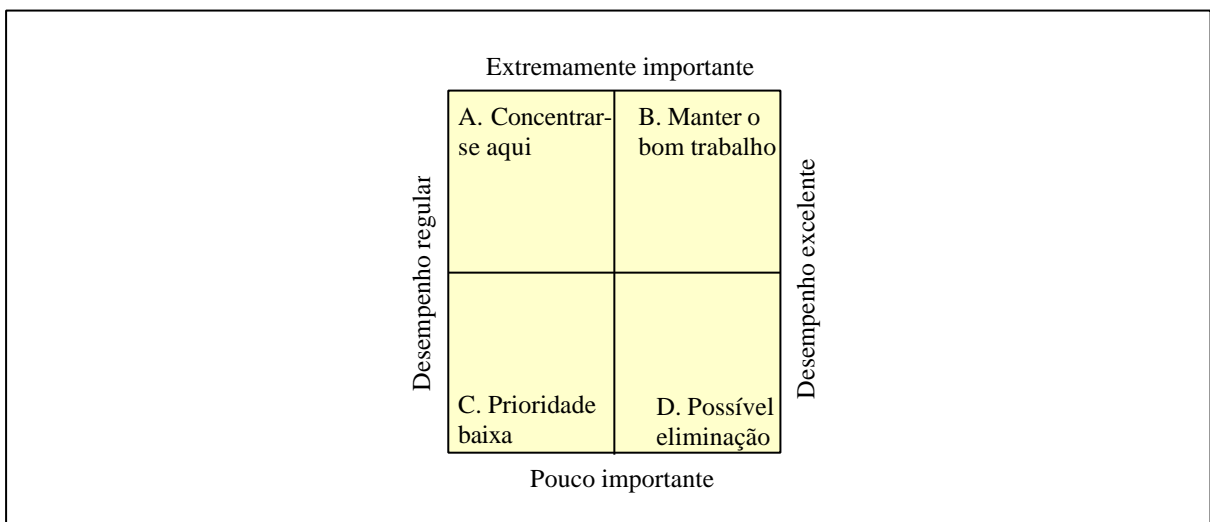 Extremamente importante
A. Concentrar-
se aqui
B. Manter o
bom trabalho
Desempenho regular
Desempenho excelente
C. Prioridade
baixa
D. Possível
eliminação
Pouco importante